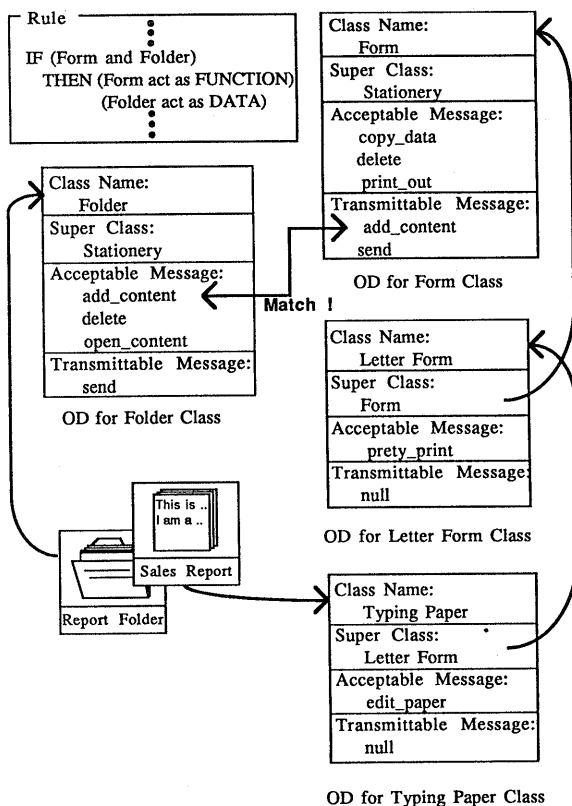 Rule
IF (Form and Folder)
THEN (Form act as FUNCTION)
(Folder act as DATA)
Class Name:
Folder
Super Class:
Stationery
Acceptable Message:
add_content
delete
open_content
Transmittable Message:
send
OD for Folder Class
Match !
Class Name:
Form
Super Class:
Stationery
Acceptable Message:
copy_data
delete
print_out
Transmittable Message:
add_content
send
OD for Form Class
Class Name:
Letter Form
Super Class:
Form
Acceptable Message:
prety_print
Transmittable Message:
null
OD for Letter Form Class
This is ..
I am a ..
Sales Report
Report Folder
Class Name:
Typing Paper
Super Class:
Letter Form
Acceptable Message:
edit_paper
Transmittable Message:
null
OD for Typing Paper Class